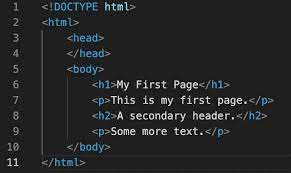 1 <!DOCTYPE html>
2 <html>
3 <head>
4 </head>
5 <body>
6 <h1>My First Page</h1>
7 <p>This is my first page.</p>
8 <h2>A secondary header.</h2>
9 <p>Some more text.</p>
10 </body>
11 </html>